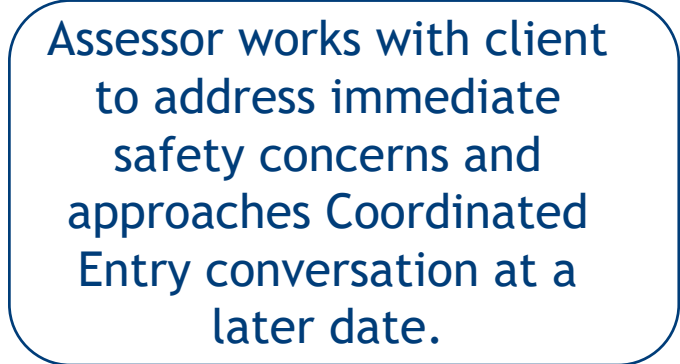 Assessor works with client
to address immediate
safety concerns and
approaches Coordinated
Entry conversation at a
later date.